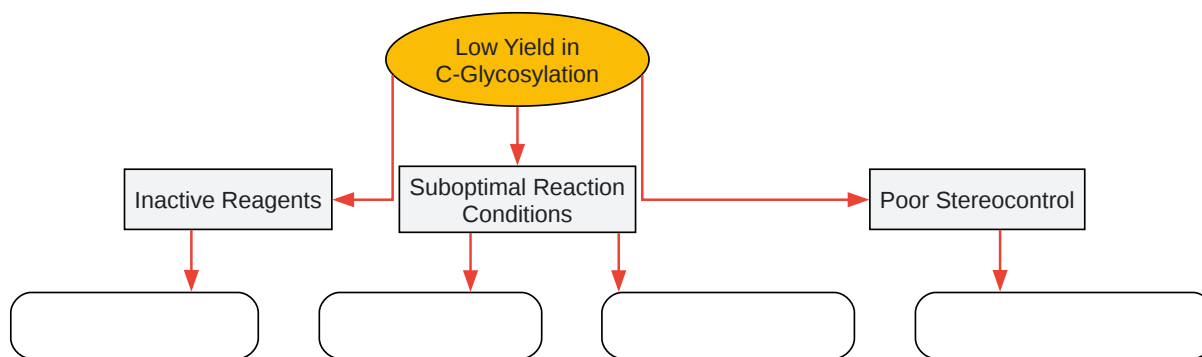 Low Yield in
C-Glycosylation
Inactive Reagents
Suboptimal Reaction
Conditions
Poor Stereocontrol